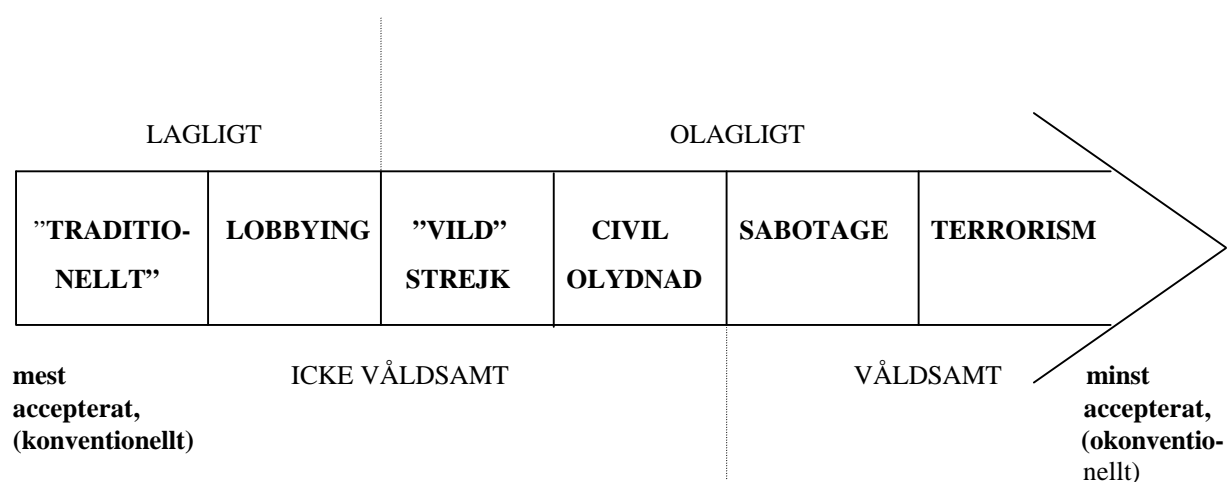 LAGLIGT OLAGLIGT
”TRADITIO- LOBBYING ”VILD” CIVIL SABOTAGE TERRORISM
NELLT” STREJK OLYDNAD
mest ICKE VÅLDSAMT VÅLDSAMT minst
accepterat, accepterat,
(konventionellt) (okonventio-
nellt)